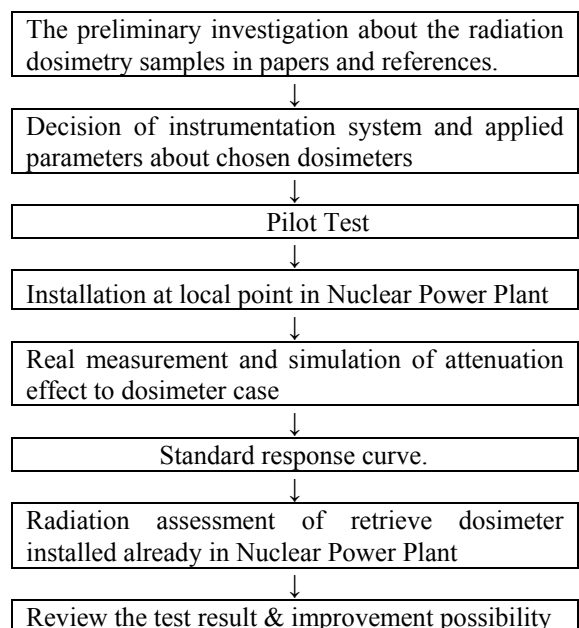 The preliminary investigation about the radiation
dosimetry samples in papers and references.
↓
Decision of instrumentation system and applied
parameters about chosen dosimeters
↓
Pilot Test
↓
Installation at local point in Nuclear Power Plant
↓
Real measurement and simulation of attenuation
effect to dosimeter case
↓
Standard response curve.
↓
Radiation assessment of retrieve dosimeter
installed already in Nuclear Power Plant
↓
Review the test result & improvement possibility